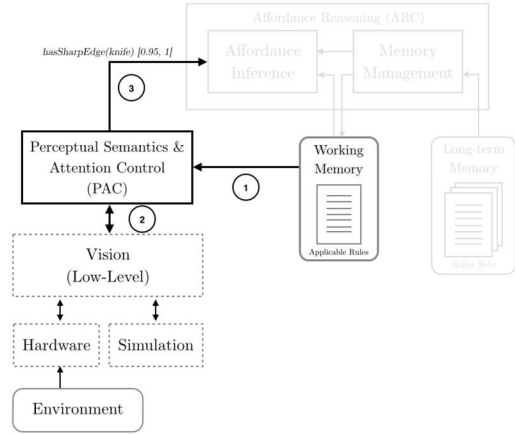 Affordance Reasoning (ARC)
hasSharpEdge(knife) [0.95, 1]
Affordance
Inference
Memory
Management
3
Perceptual Semantics &
Attention Control
(PAC)
1
Working
Memory
Applicable Rules
Long-term
Memory
Rules Sets
2
Vision
(Low-Level)
Hardware
Simulation
Environment